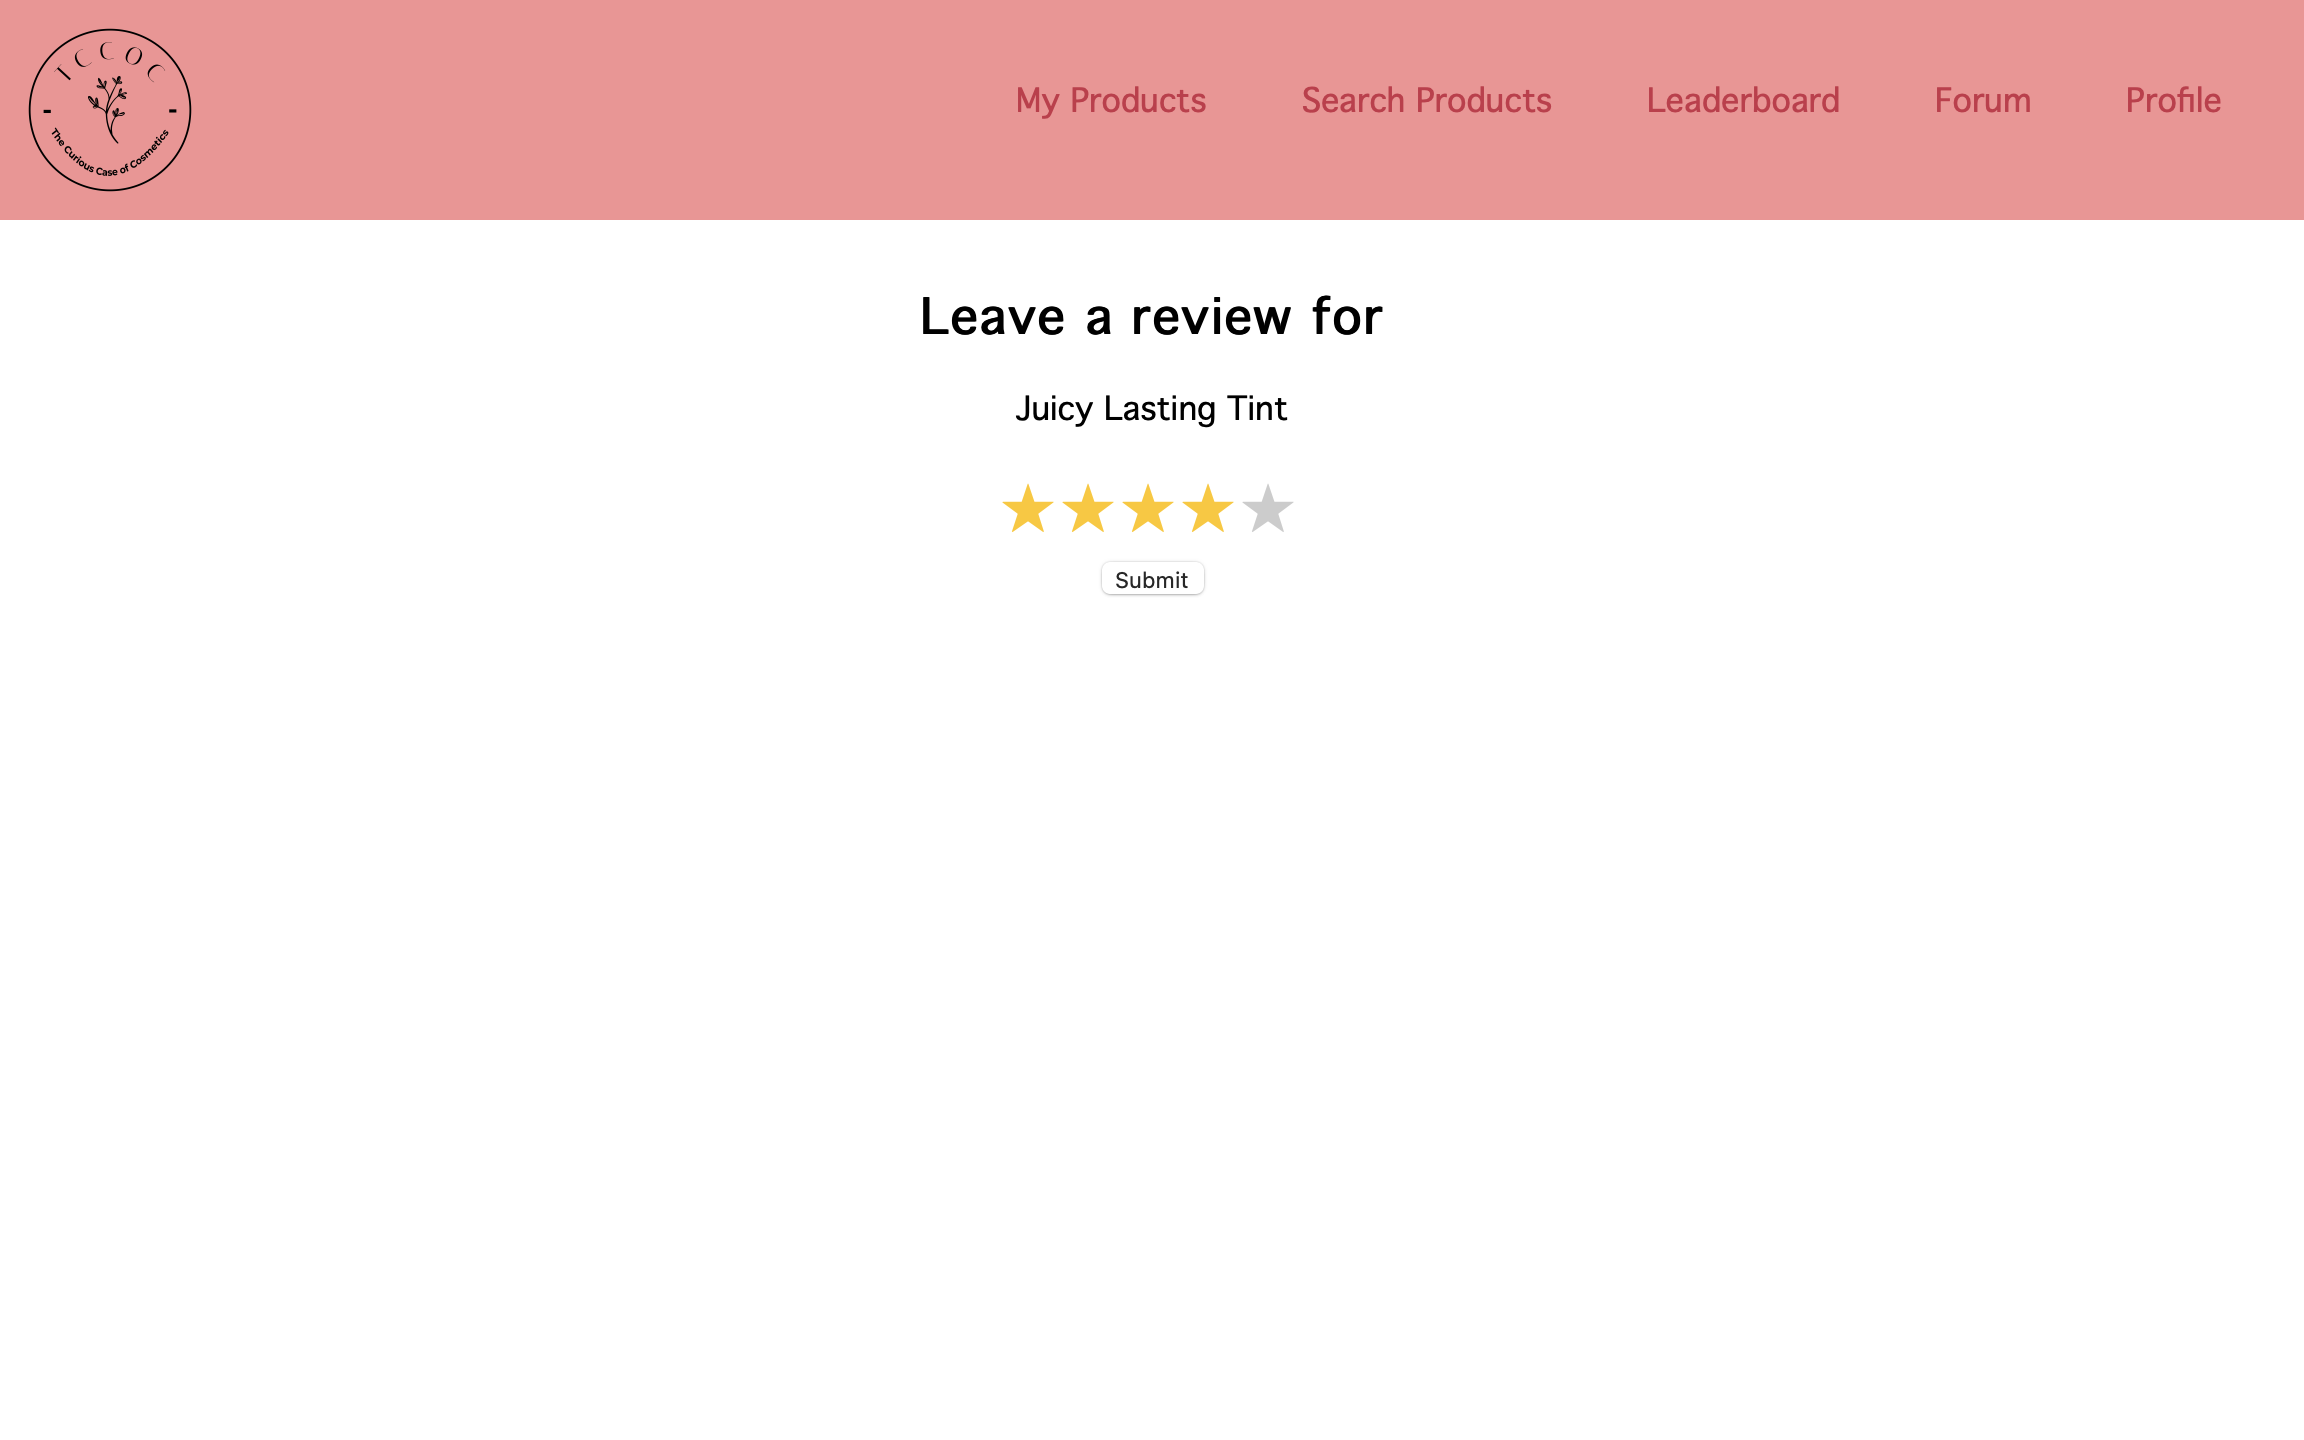 TCCOC
The Curious Case of Cosmetics
My Products Search Products Leaderboard Forum Profile
Leave a review for
Juicy Lasting Tint
Submit